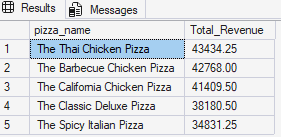 Results Messages
pizza_name Total_Revenue
1 The Thai Chicken Pizza 43434.25
2 The Barbecue Chicken Pizza 42768.00
3 The California Chicken Pizza 41409.50
4 The Classic Deluxe Pizza 38180.50
5 The Spicy Italian Pizza 34831.25